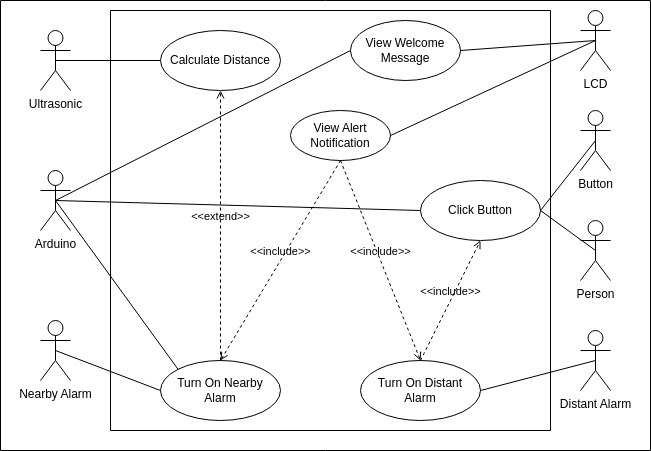 View Welcome
Message
LCD
Calculate Distance
Ultrasonic
View Alert
Notification
Button
Click Button
<<extend>>
Arduino
<<include>>
<<include>>
<<include>>
Person
Turn On Nearby
Alarm
Turn On Distant
Alarm
Nearby Alarm
Distant Alarm